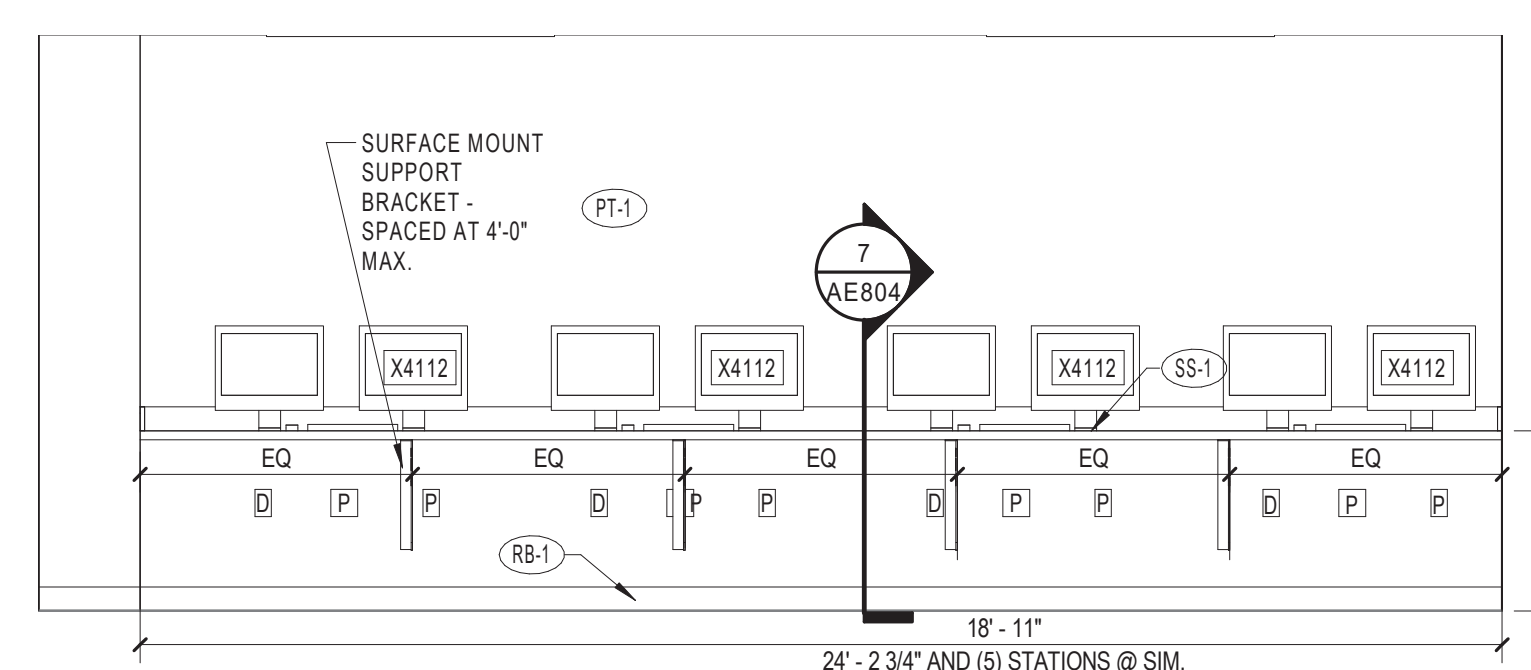 SURFACE MOUNT
SUPPORT
BRACKET -
SPACED AT 4'-0"
MAX.
PT-1
7
AE804
X4112
X4112
X4112
SS-1
X4112
EQ
EQ
EQ
EQ
EQ
D
P
P
D
P
P
D
P
P
D
P
P
RB-1
18' - 11"
24' - 2 3/4" AND (5) STATIONS @ SIM.